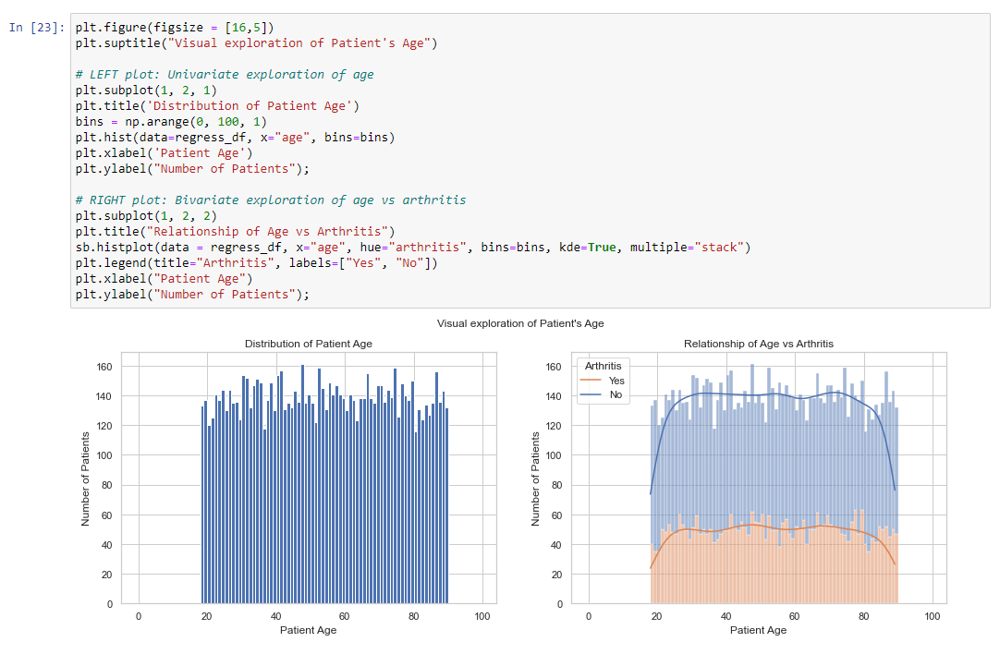 In [23]:
plt.figure(figsize = [16,5])
plt.suptitle("Visual exploration of Patient's Age")
# LEFT plot: Univariate exploration of age
plt.subplot(1, 2, 1)
plt.title('Distribution of Patient Age')
bins = np.arange(0, 100, 1)
plt.hist(data=regress_df, x="age", bins=bins)
plt.xlabel('Patient Age')
plt.ylabel("Number of Patients");
# RIGHT plot: Bivariate exploration of age vs arthritis
plt.subplot(1, 2, 2)
plt.title("Relationship of Age vs Arthritis")
sb.histplot(data = regress_df, x="age", hue="arthritis", bins=bins, kde=True, multiple="stack")
plt.legend(title="Arthritis", labels=["Yes", "No"])
plt.xlabel("Patient Age")
plt.ylabel("Number of Patients");
Visual exploration of Patient's Age
Distribution of Patient Age
Number of Patients
160
140
120
100
80
60
40
20
0
0 20 40 60 80 100
Patient Age
Relationship of Age vs Arthritis
Number of Patients
160
140
120
100
80
60
40
20
0
Arthritis
Yes
No
0 20 40 60 80 100
Patient Age